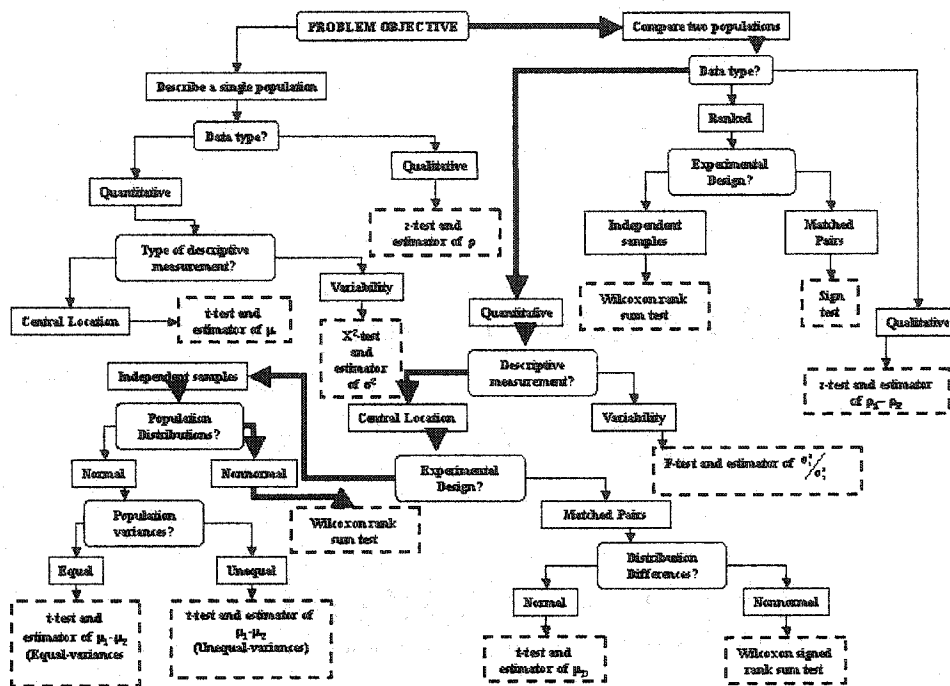 PROBLEM OBJECTIVE
Compare two populations
Describe a single population
Data type?
Data type?
Ranked
Quantitative
Qualitative
Experimental
Design?
z-test and
estimator of p
Type of descriptive
measurement?
Independent
samples
Matched
Pairs
Central Location
t-test and
estimator of μ.
Variability
Quantitative
Wilcoxon rank
sum test
Sign
test
Qualitative
X²-test
and
estimator
of σ²
Independent samples
Descriptive
measurement?
z-test and estimator
of p₁– p₂
Population
Distributions?
Central Location
Variability
Normal
Nonnormal
Experimental
Design?
F-test and estimator of σ₁²/σ₂²
Population
variances?
Wilcoxon rank
sum test
Matched Pairs
Equal
Unequal
Distribution
Differences?
Normal
Nonnormal
t-test and
estimator of μ₁-μ₂
(Equal-variances
t-test and estimator of
μ₁-μ₂
(Unequal-variances)
t-test and
estimator of μD
Wilcoxon signed
rank sum test